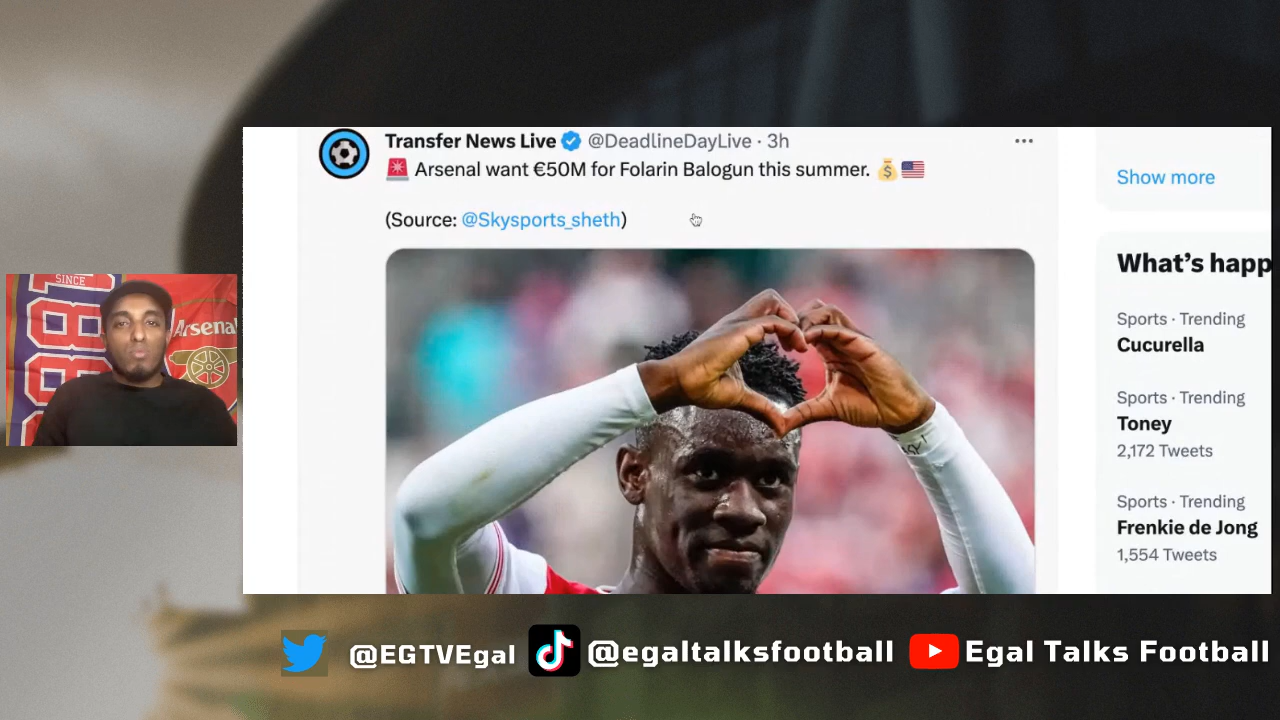 Transfer News Live @DeadlineDayLive · 3h
🚨 Arsenal want €50M for Folarin Balogun this summer. 💰🇺🇸
(Source: @Skysports_sheth)
Show more
What's happ
Sports · Trending
Cucurella
Sports · Trending
Toney
2,172 Tweets
Sports · Trending
Frenkie de Jong
1,554 Tweets
SINCE
Arsenal
@EGTVEgal
@egaltalksfootball
Egal Talks Football